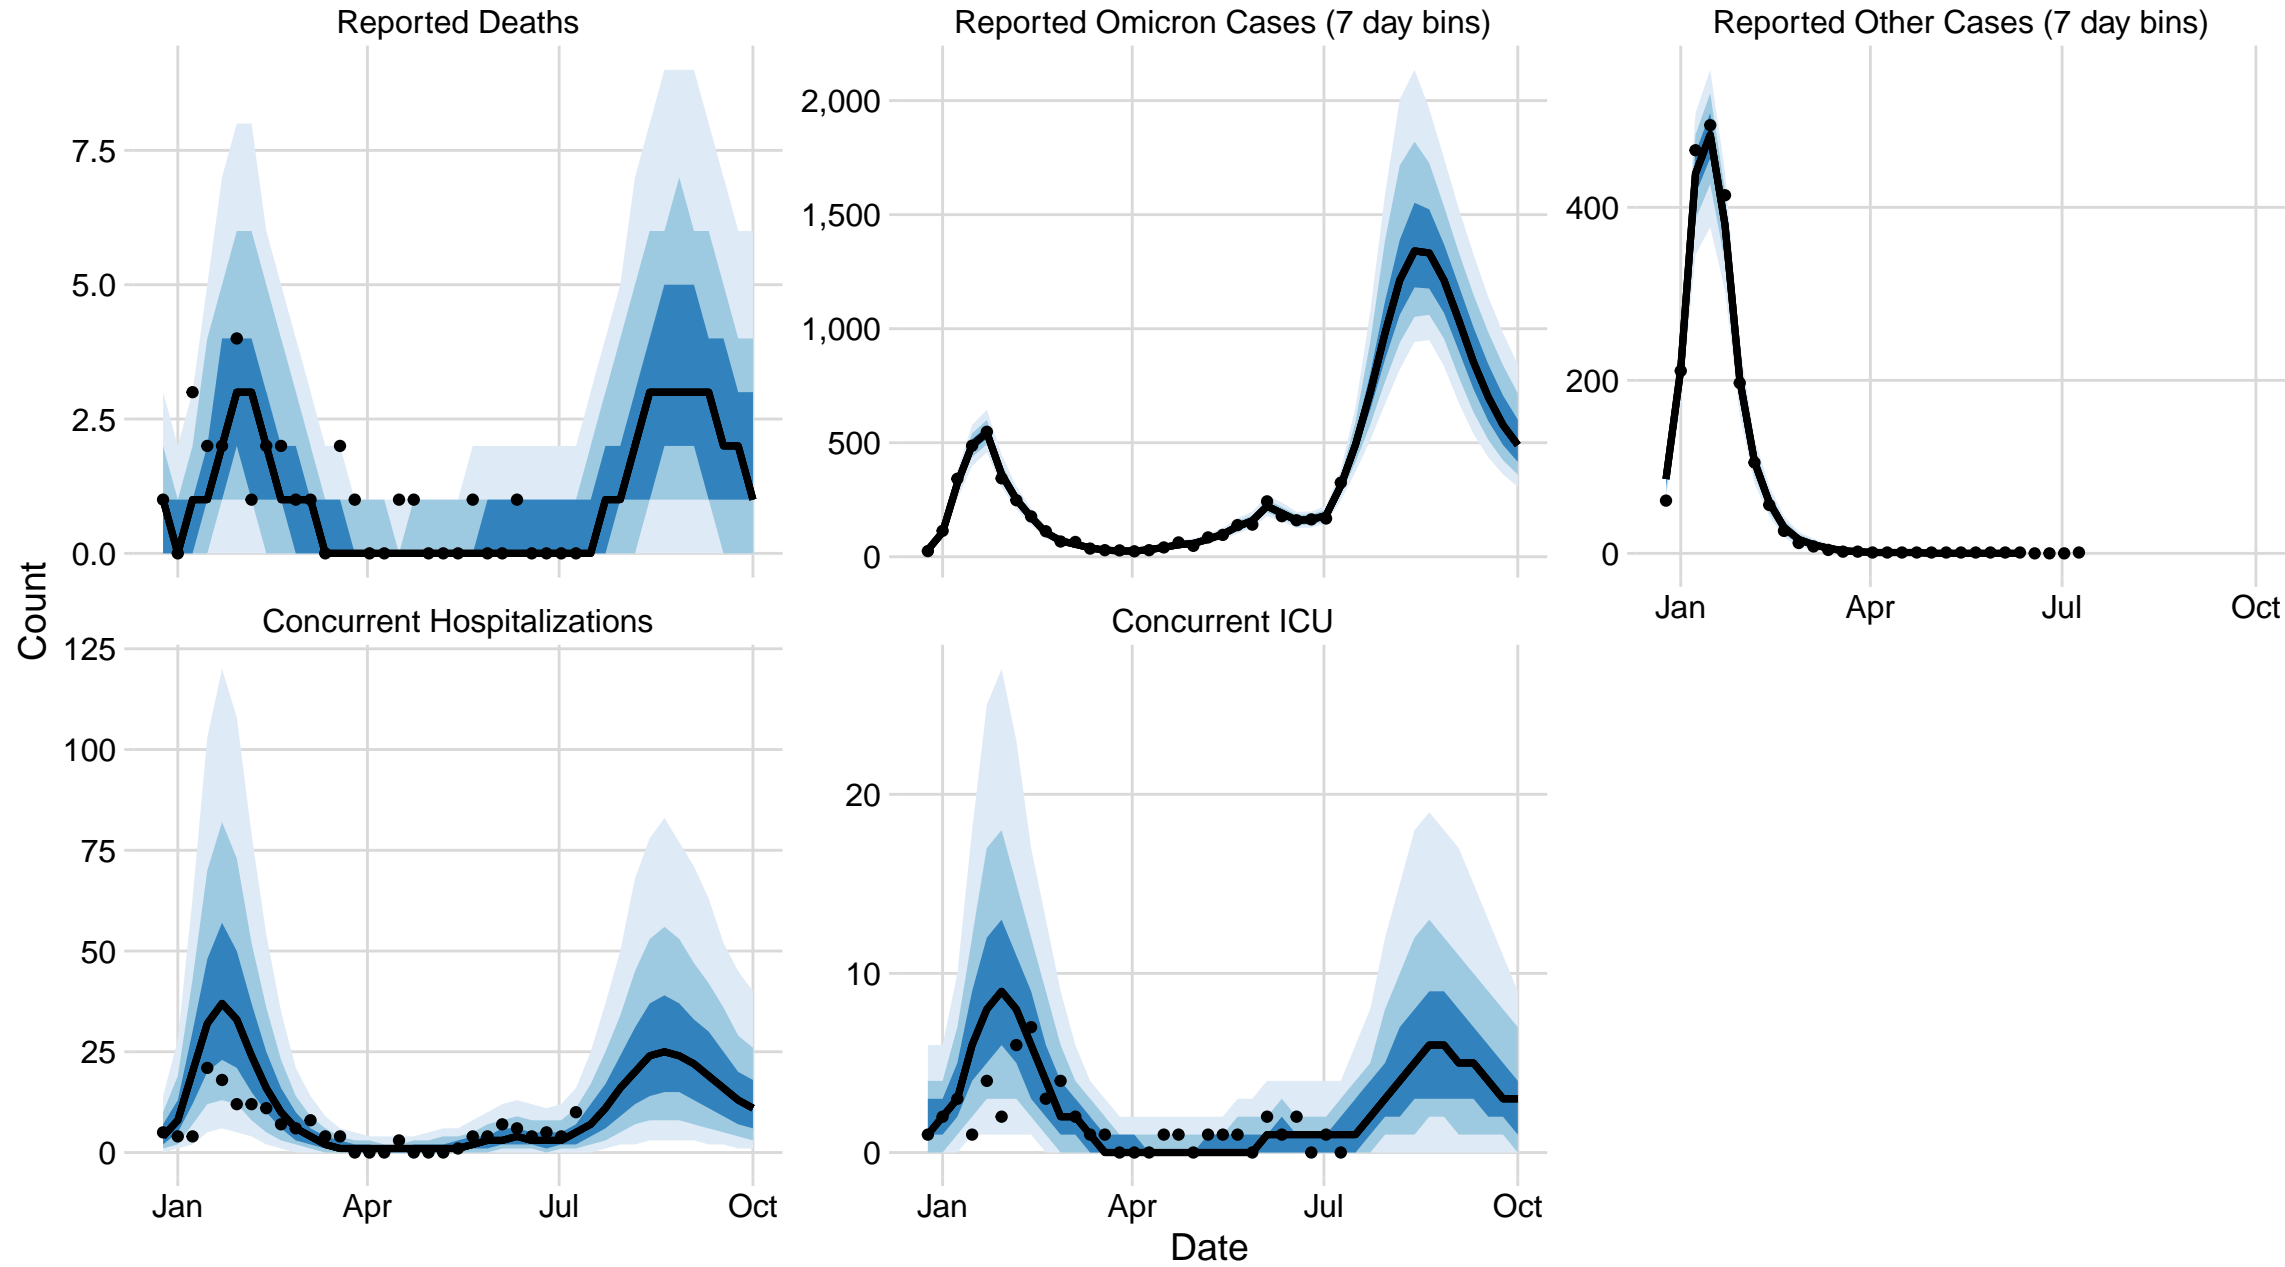 Reported Deaths
Reported Omicron Cases (7 day bins)
Reported Other Cases (7 day bins)
7.5
5.0
2.5
0.0
2,000
1,500
1,000
500
0
400
200
0
Jan Apr Jul Oct
Count
Concurrent Hospitalizations
Concurrent ICU
125
100
75
50
25
0
20
10
0
Jan Apr Jul Oct
Jan Apr Jul Oct
Date